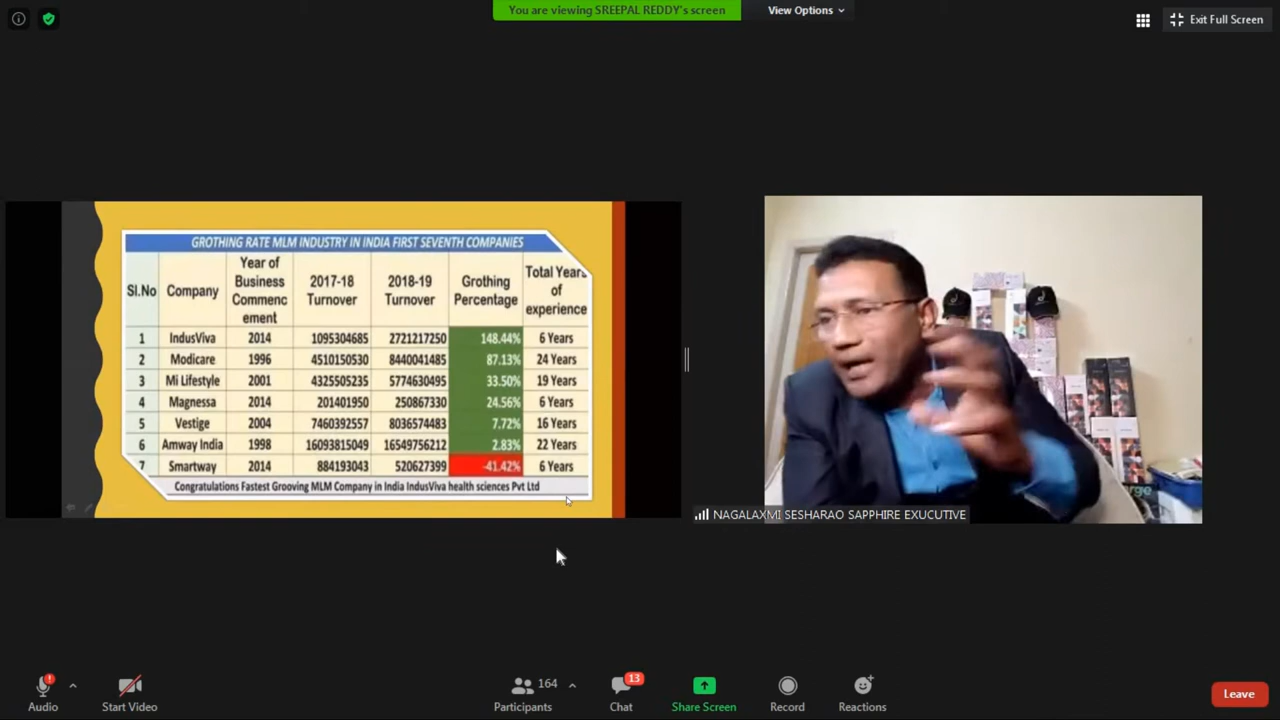 You are viewing SREEPAL REDDY's screen
View Options
Exit Full Screen
GROTHING RATE MLM INDUSTRY IN INDIA FIRST SEVENTH COMPANIES
Sl.No Company Year of Business Commenc ement 2017-18 Turnover 2018-19 Turnover Grothing Percentage Total Years of experience
1 IndusViva 2014 1095304685 2721217250 148.44% 6 Years
2 Modicare 1996 4510150530 8440041485 87.13% 24 Years
3 Mi Lifestyle 2001 4325505235 5774630495 33.50% 19 Years
4 Magnessa 2014 201401950 250867330 24.56% 6 Years
5 Vestige 2004 7460392557 8036574483 7.72% 16 Years
6 Amway India 1998 16093815049 16549756212 2.83% 22 Years
7 Smartway 2014 884193043 520627399 -41.42% 6 Years
Congratulations Fastest Grooving MLM Company in India IndusViva health sciences Pvt Ltd
NAGALAXMI SESHARAO SAPPHIRE EXUCUTIVE
Audio
Start Video
164
Participants
13
Chat
Share Screen
Record
Reactions
Leave